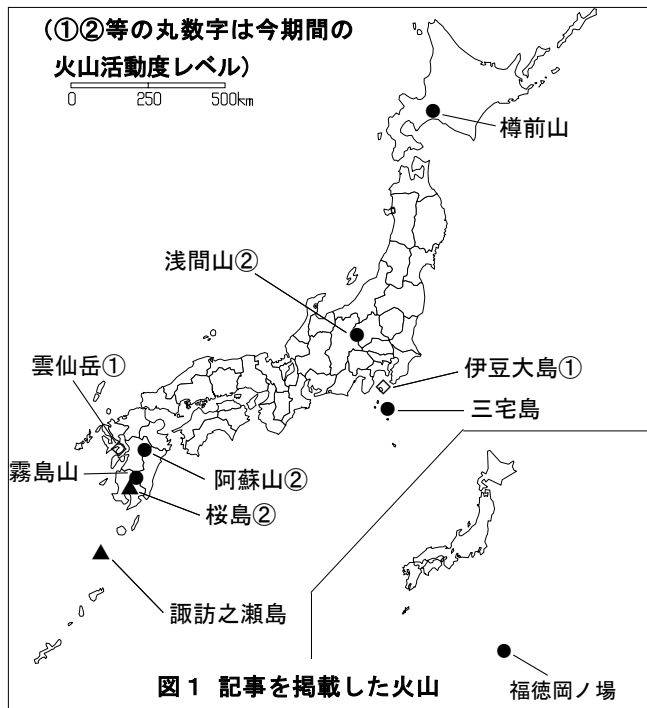 (①②等の丸数字は今期間の
火山活動度レベル)
0 250 500km
樽前山
浅間山②
雲仙岳①
伊豆大島①
三宅島
霧島山
阿蘇山②
桜島②
諏訪之瀬島
福徳岡ノ場
図1 記事を掲載した火山